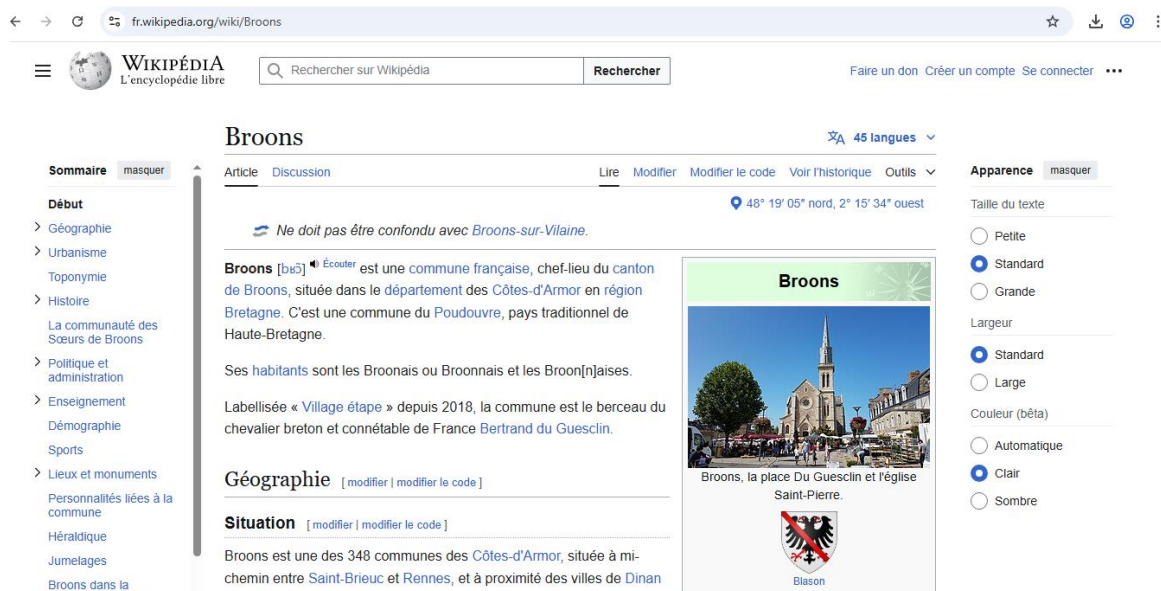 fr.wikipedia.org/wiki/Broons
WIKIPÉDIA
L'encyclopédie libre
Rechercher sur Wikipédia
Rechercher
Faire un don Créer un compte Se connecter
Broons
45 langues
Article Discussion
Lire Modifier Modifier le code Voir l'historique Outils
48° 19′ 05″ nord, 2° 15′ 34″ ouest
Sommaire masquer
Début
Géographie
Urbanisme
Toponymie
Histoire
La communauté des
Sœurs de Broons
Politique et
administration
Enseignement
Démographie
Sports
Lieux et monuments
Personnalités liées à la
commune
Héraldique
Jumelages
Broons dans la
Ne doit pas être confondu avec Broons-sur-Vilaine.
Broons [bʁɔ̃] Écouter est une commune française, chef-lieu du canton
de Broons, située dans le département des Côtes-d'Armor en région
Bretagne. C'est une commune du Poudouvre, pays traditionnel de
Haute-Bretagne.
Ses habitants sont les Broonais ou Broonnais et les Broon[n]aises.
Labellisée « Village étape » depuis 2018, la commune est le berceau du
chevalier breton et connétable de France Bertrand du Guesclin.
Géographie [ modifier | modifier le code ]
Situation [ modifier | modifier le code ]
Broons est une des 348 communes des Côtes-d'Armor, située à mi-
chemin entre Saint-Brieuc et Rennes, et à proximité des villes de Dinan
Broons
Broons, la place Du Guesclin et l'église
Saint-Pierre.
Blason
Apparence masquer
Taille du texte
Petite
Standard
Grande
Largeur
Standard
Large
Couleur (bêta)
Automatique
Clair
Sombre